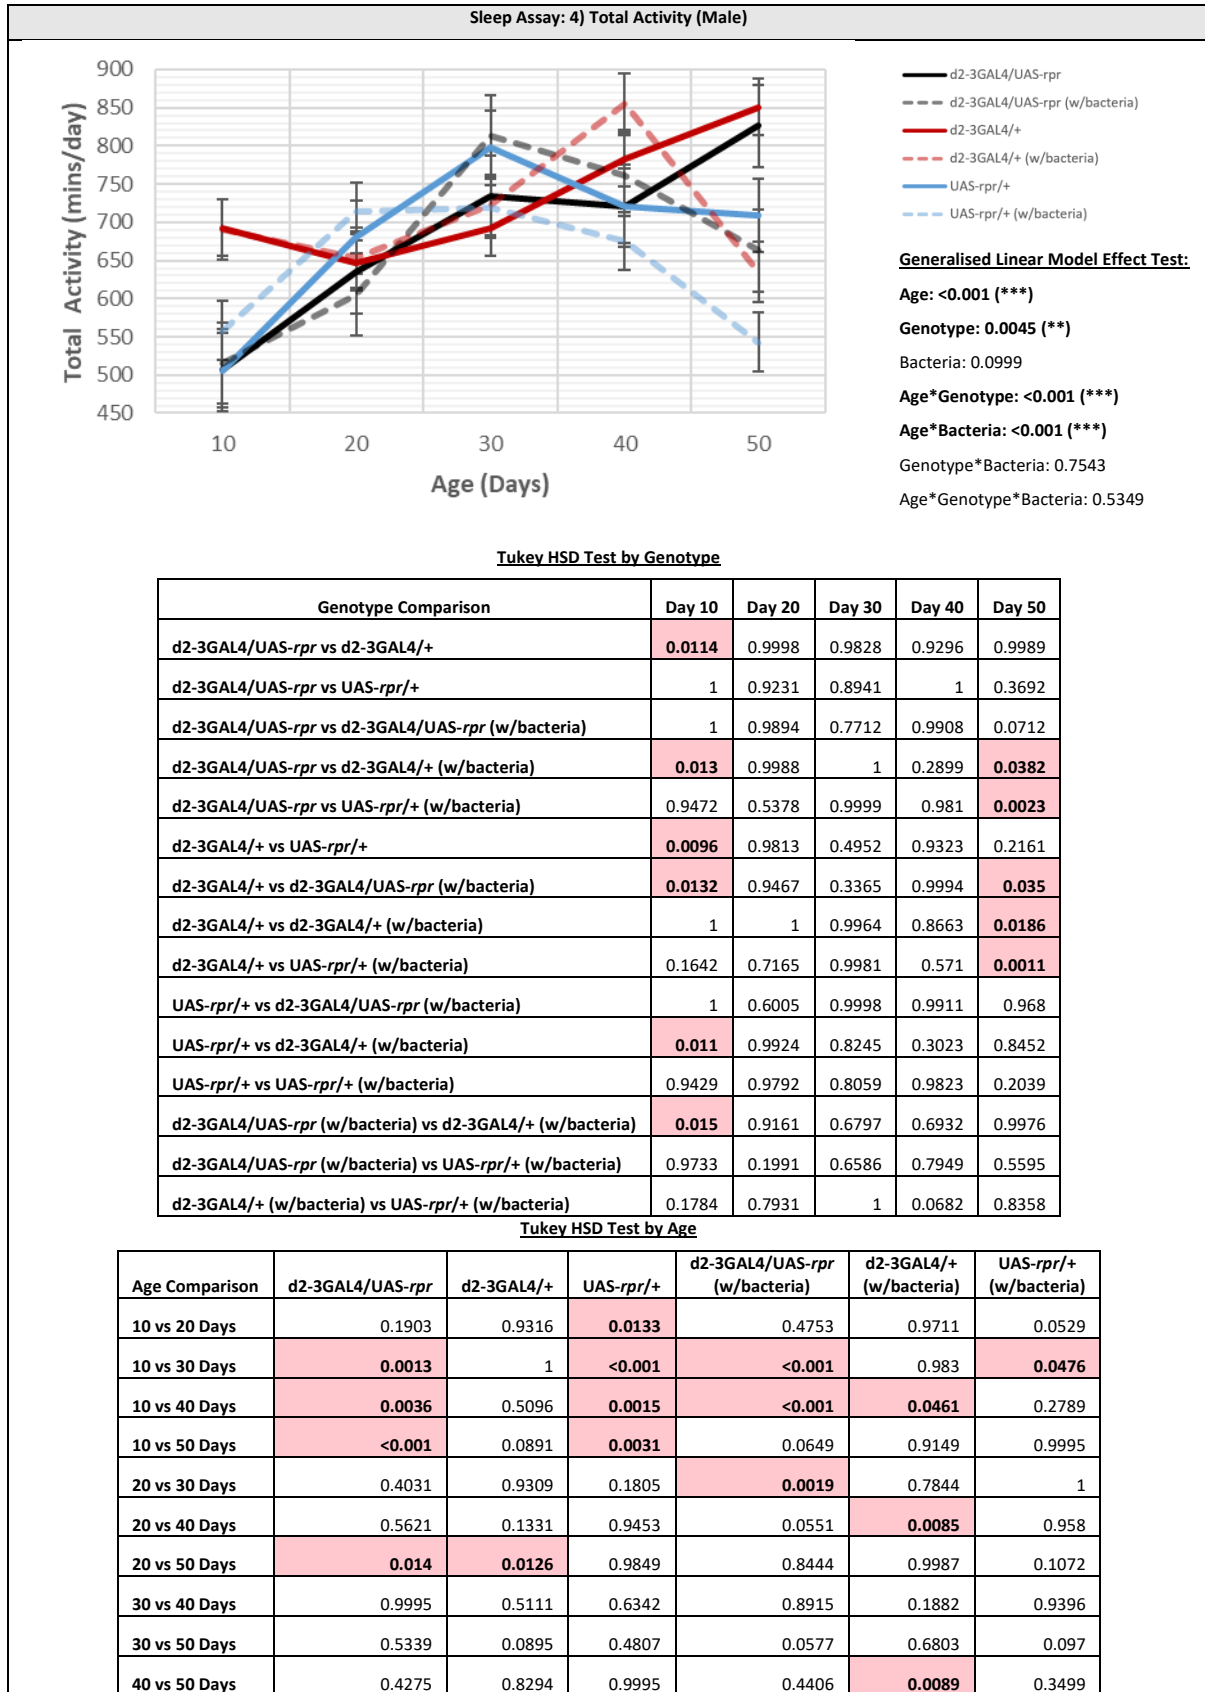 Sleep Assay: 4) Total Activity (Male)
900
850
800
750
700
650
600
550
500
450
Total Activity (mins/day)
10 20 30 40 50
Age (Days)
d2-3GAL4/UAS-rpr
d2-3GAL4/UAS-rpr (w/bacteria)
d2-3GAL4/+
d2-3GAL4/+ (w/bacteria)
UAS-rpr/+
UAS-rpr/+ (w/bacteria)
Generalised Linear Model Effect Test:
Age: <0.001 (***)
Genotype: 0.0045 (**)
Bacteria: 0.0999
Age*Genotype: <0.001 (***)
Age*Bacteria: <0.001 (***)
Genotype*Bacteria: 0.7543
Age*Genotype*Bacteria: 0.5349
Tukey HSD Test by Genotype
Genotype Comparison Day 10 Day 20 Day 30 Day 40 Day 50
d2-3GAL4/UAS-rpr vs d2-3GAL4/+ 0.0114 0.9998 0.9828 0.9296 0.9989
d2-3GAL4/UAS-rpr vs UAS-rpr/+ 1 0.9231 0.8941 1 0.3692
d2-3GAL4/UAS-rpr vs d2-3GAL4/UAS-rpr (w/bacteria) 1 0.9894 0.7712 0.9908 0.0712
d2-3GAL4/UAS-rpr vs d2-3GAL4/+ (w/bacteria) 0.013 0.9988 1 0.2899 0.0382
d2-3GAL4/UAS-rpr vs UAS-rpr/+ (w/bacteria) 0.9472 0.5378 0.9999 0.981 0.0023
d2-3GAL4/+ vs UAS-rpr/+ 0.0096 0.9813 0.4952 0.9323 0.2161
d2-3GAL4/+ vs d2-3GAL4/UAS-rpr (w/bacteria) 0.0132 0.9467 0.3365 0.9994 0.035
d2-3GAL4/+ vs d2-3GAL4/+ (w/bacteria) 1 1 0.9964 0.8663 0.0186
d2-3GAL4/+ vs UAS-rpr/+ (w/bacteria) 0.1642 0.7165 0.9981 0.571 0.0011
UAS-rpr/+ vs d2-3GAL4/UAS-rpr (w/bacteria) 1 0.6005 0.9998 0.9911 0.968
UAS-rpr/+ vs d2-3GAL4/+ (w/bacteria) 0.011 0.9924 0.8245 0.3023 0.8452
UAS-rpr/+ vs UAS-rpr/+ (w/bacteria) 0.9429 0.9792 0.8059 0.9823 0.2039
d2-3GAL4/UAS-rpr (w/bacteria) vs d2-3GAL4/+ (w/bacteria) 0.015 0.9161 0.6797 0.6932 0.9976
d2-3GAL4/UAS-rpr (w/bacteria) vs UAS-rpr/+ (w/bacteria) 0.9733 0.1991 0.6586 0.7949 0.5595
d2-3GAL4/+ (w/bacteria) vs UAS-rpr/+ (w/bacteria) 0.1784 0.7931 1 0.0682 0.8358
Tukey HSD Test by Age
Age Comparison d2-3GAL4/UAS-rpr d2-3GAL4/+ UAS-rpr/+ d2-3GAL4/UAS-rpr (w/bacteria) d2-3GAL4/+ (w/bacteria) UAS-rpr/+ (w/bacteria)
10 vs 20 Days 0.1903 0.9316 0.0133 0.4753 0.9711 0.0529
10 vs 30 Days 0.0013 1 <0.001 <0.001 0.983 0.0476
10 vs 40 Days 0.0036 0.5096 0.0015 <0.001 0.0461 0.2789
10 vs 50 Days <0.001 0.0891 0.0031 0.0649 0.9149 0.9995
20 vs 30 Days 0.4031 0.9309 0.1805 0.0019 0.7844 1
20 vs 40 Days 0.5621 0.1331 0.9453 0.0551 0.0085 0.958
20 vs 50 Days 0.014 0.0126 0.9849 0.8444 0.9987 0.1072
30 vs 40 Days 0.9995 0.5111 0.6342 0.8915 0.1882 0.9396
30 vs 50 Days 0.5339 0.0895 0.4807 0.0577 0.6803 0.097
40 vs 50 Days 0.4275 0.8294 0.9995 0.4406 0.0089 0.3499